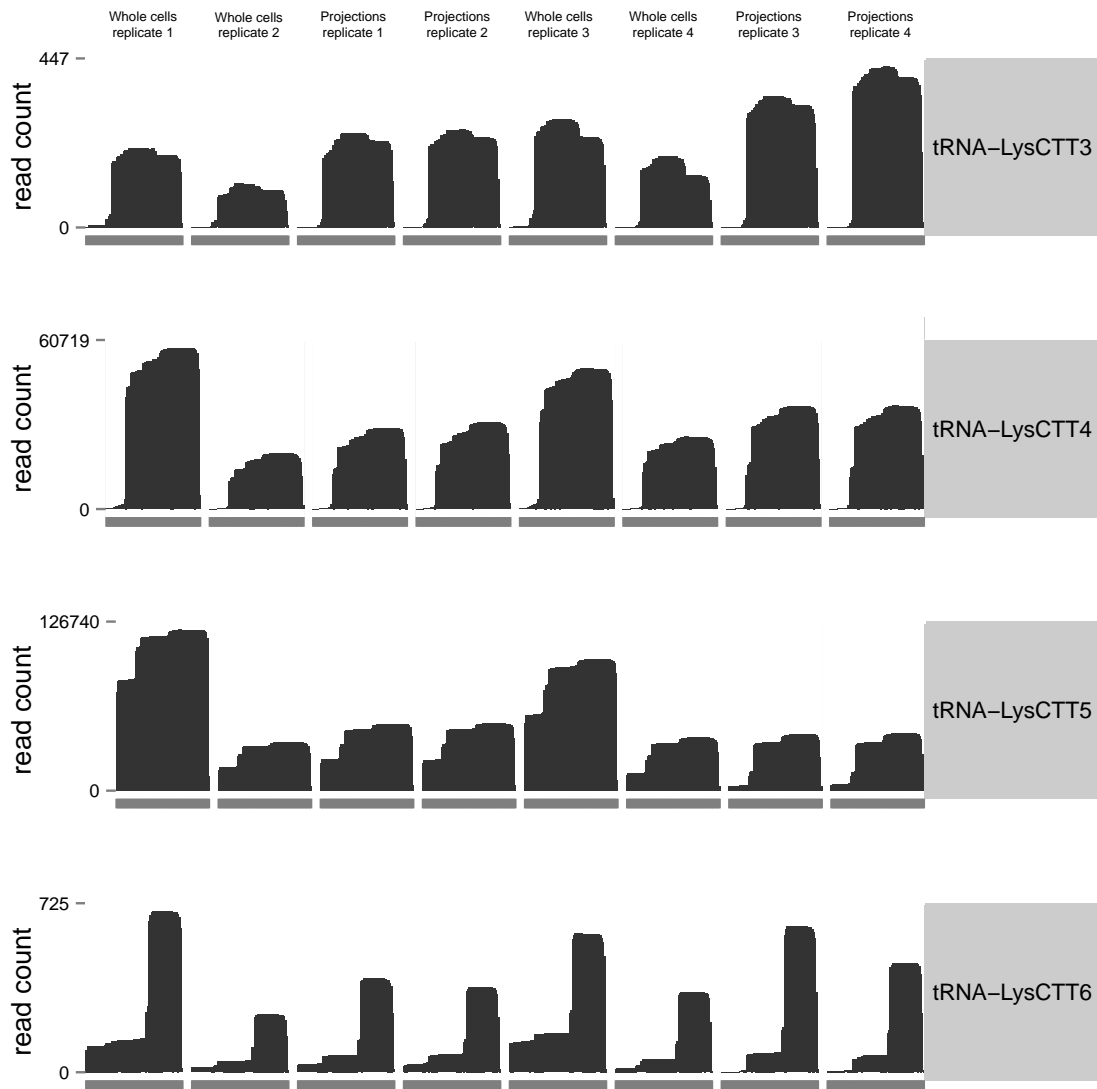 Whole cells
replicate 1
Whole cells
replicate 2
Projections
replicate 1
Projections
replicate 2
Whole cells
replicate 3
Whole cells
replicate 4
Projections
replicate 3
Projections
replicate 4
447
read count
0
tRNA−LysCTT3
60719
read count
0
tRNA−LysCTT4
126740
read count
0
tRNA−LysCTT5
725
read count
0
tRNA−LysCTT6